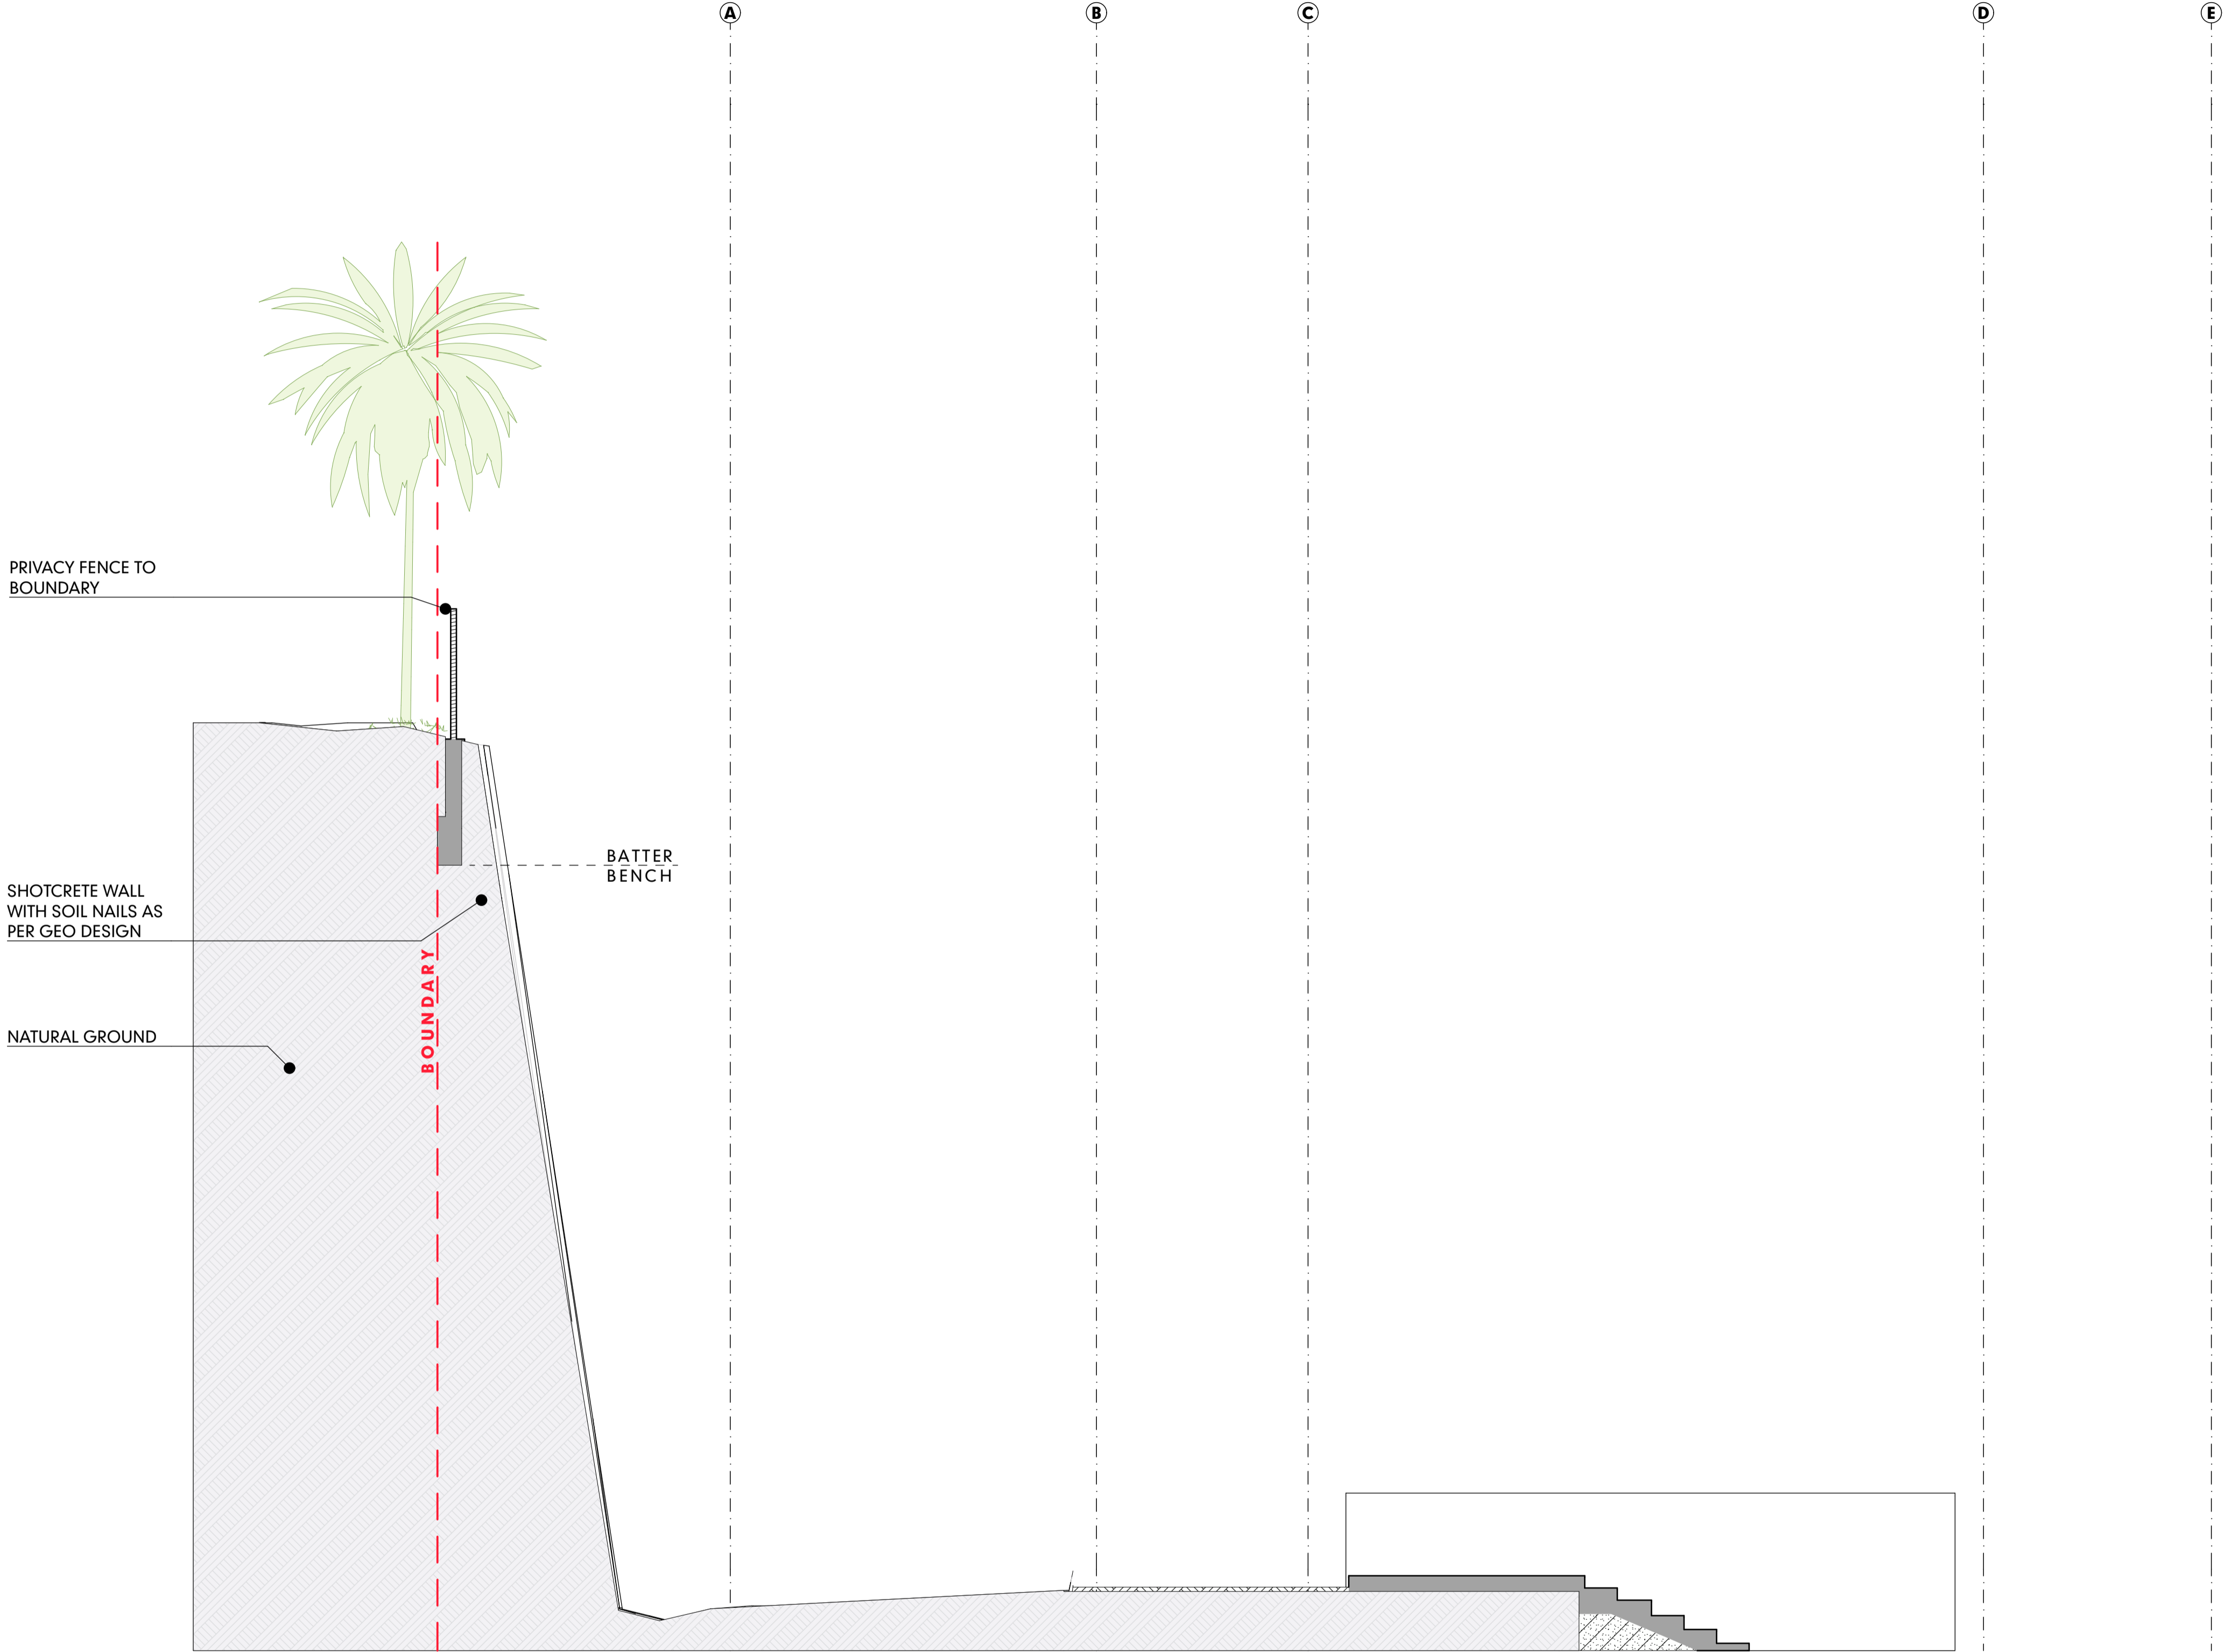 A B C D E
PRIVACY FENCE TO
BOUNDARY
BATTER
BENCH
SHOTCRETE WALL
WITH SOIL NAILS AS
PER GEO DESIGN
BOUNDARY
NATURAL GROUND